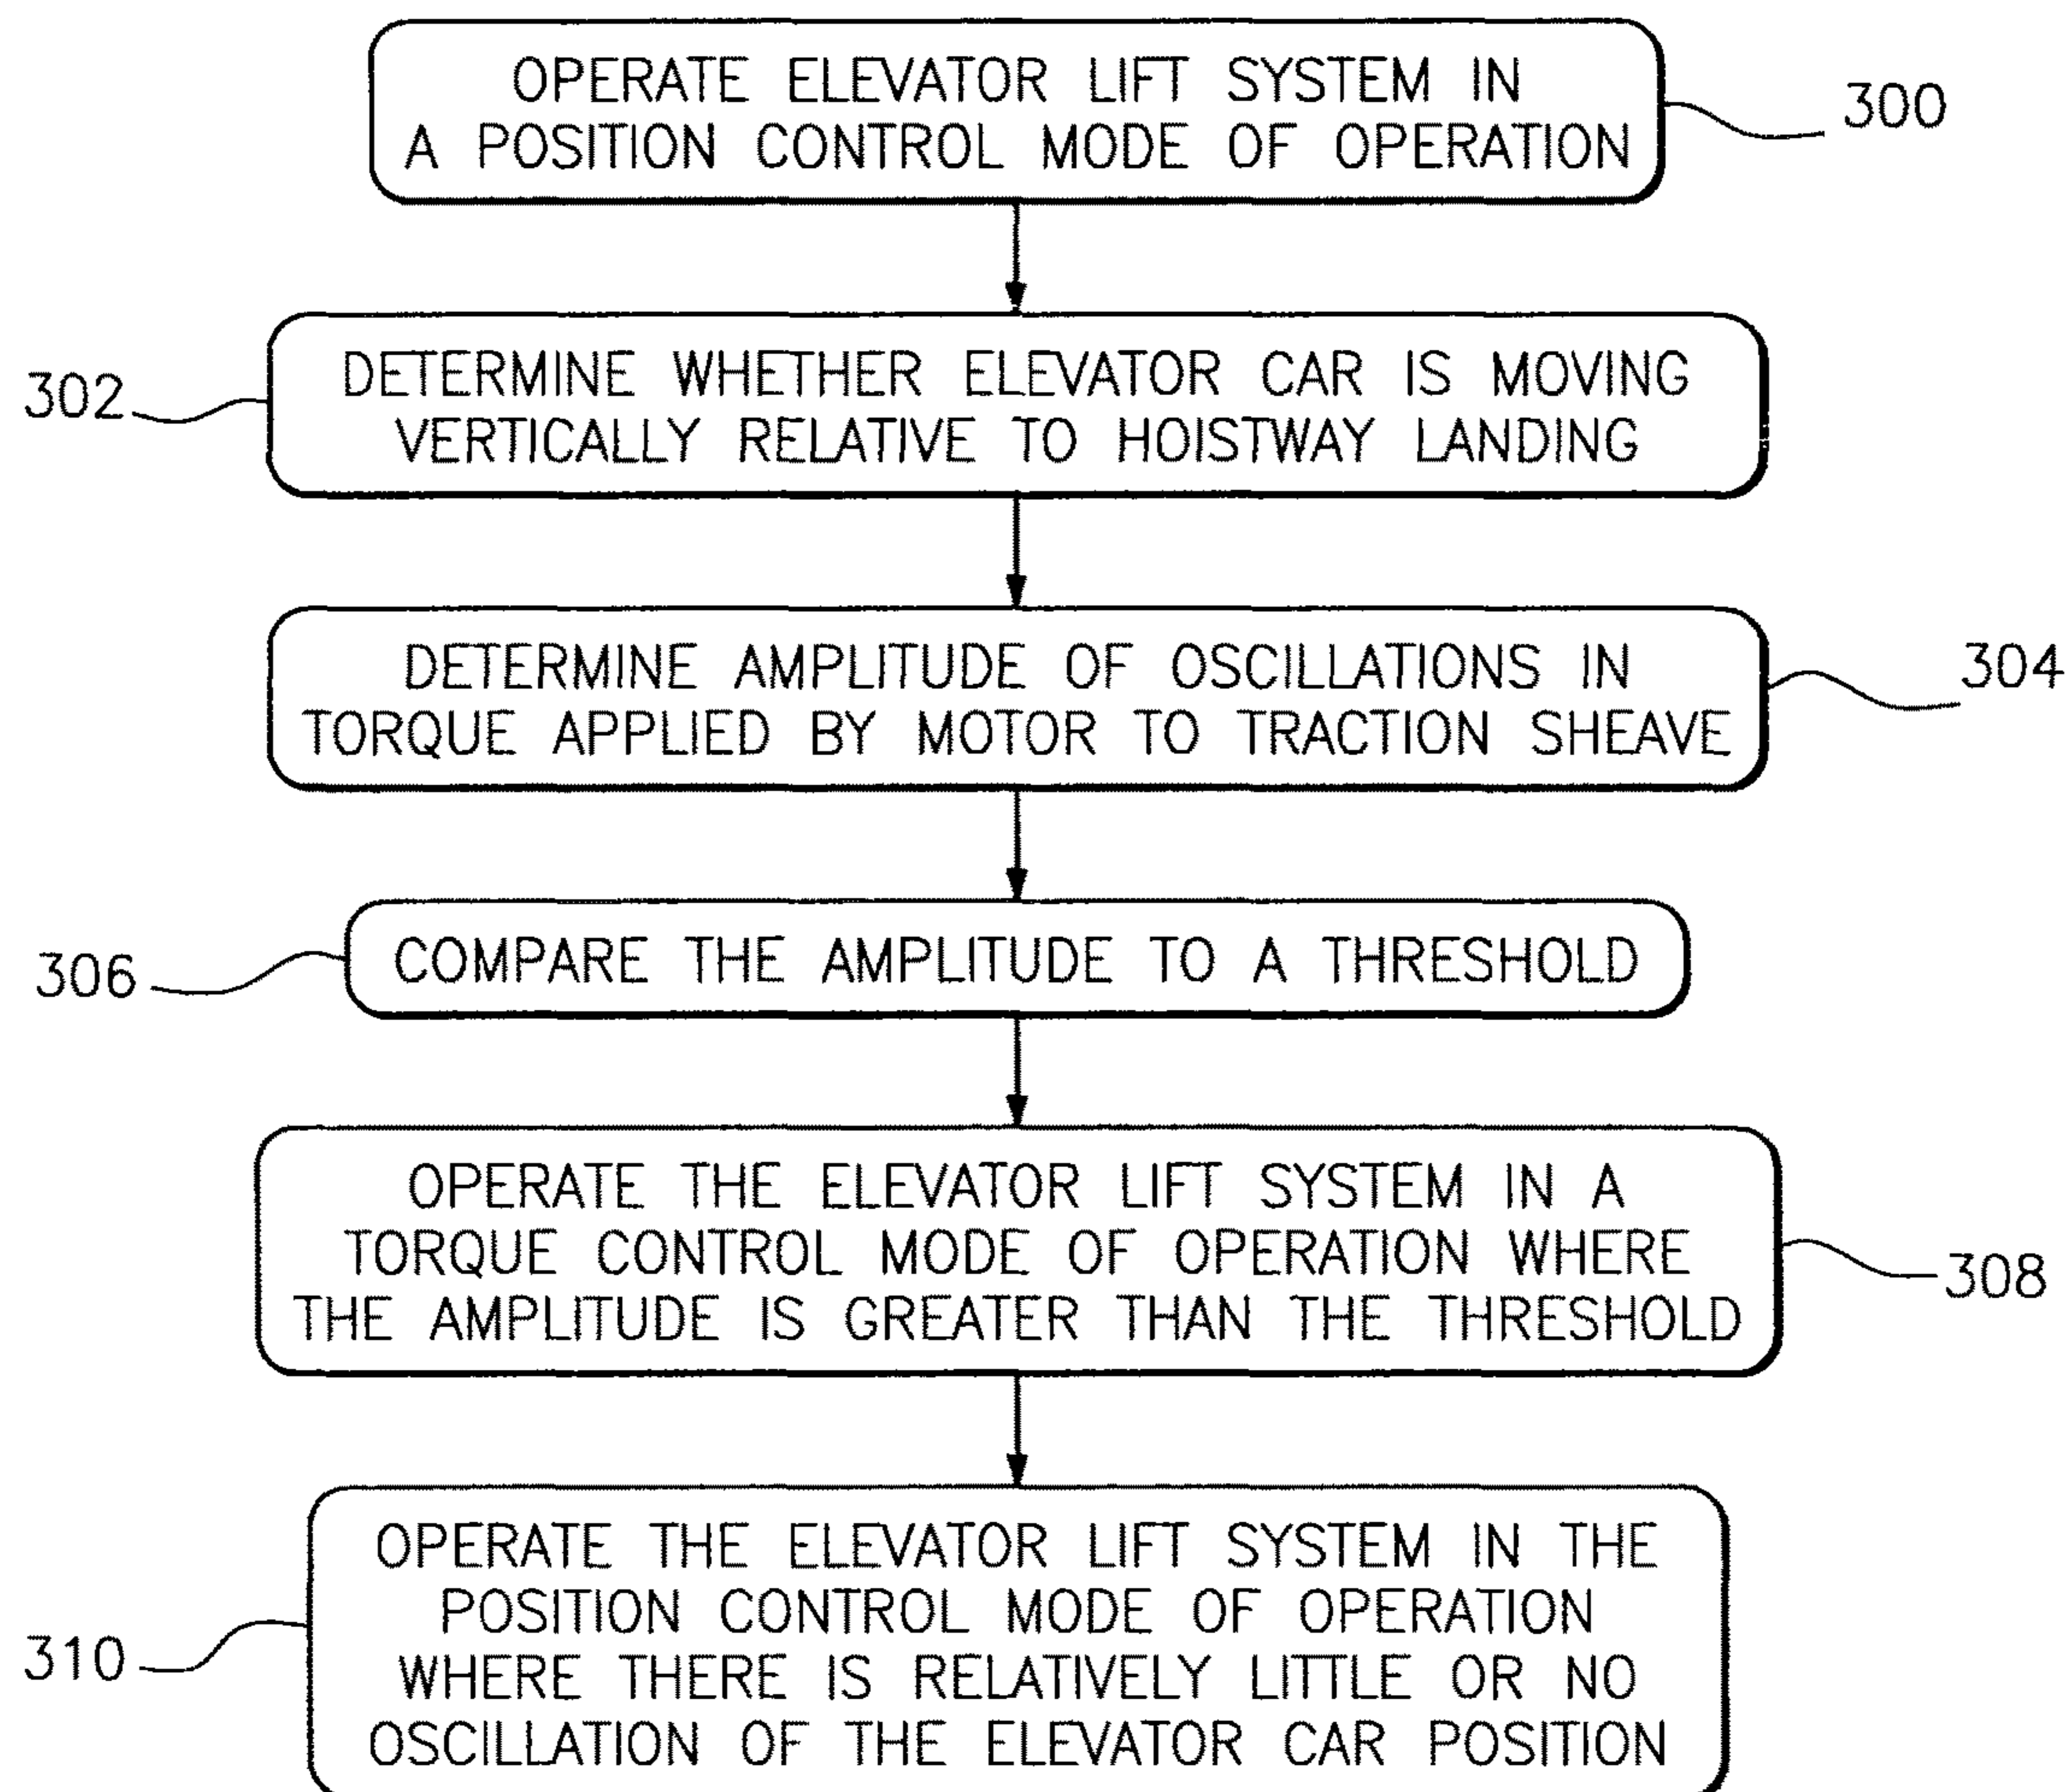 OPERATE ELEVATOR LIFT SYSTEM IN
A POSITION CONTROL MODE OF OPERATION
300
DETERMINE WHETHER ELEVATOR CAR IS MOVING
VERTICALLY RELATIVE TO HOISTWAY LANDING
302
DETERMINE AMPLITUDE OF OSCILLATIONS IN
TORQUE APPLIED BY MOTOR TO TRACTION SHEAVE
304
COMPARE THE AMPLITUDE TO A THRESHOLD
306
OPERATE THE ELEVATOR LIFT SYSTEM IN A
TORQUE CONTROL MODE OF OPERATION WHERE
THE AMPLITUDE IS GREATER THAN THE THRESHOLD
308
OPERATE THE ELEVATOR LIFT SYSTEM IN THE
POSITION CONTROL MODE OF OPERATION
WHERE THERE IS RELATIVELY LITTLE OR NO
OSCILLATION OF THE ELEVATOR CAR POSITION
310